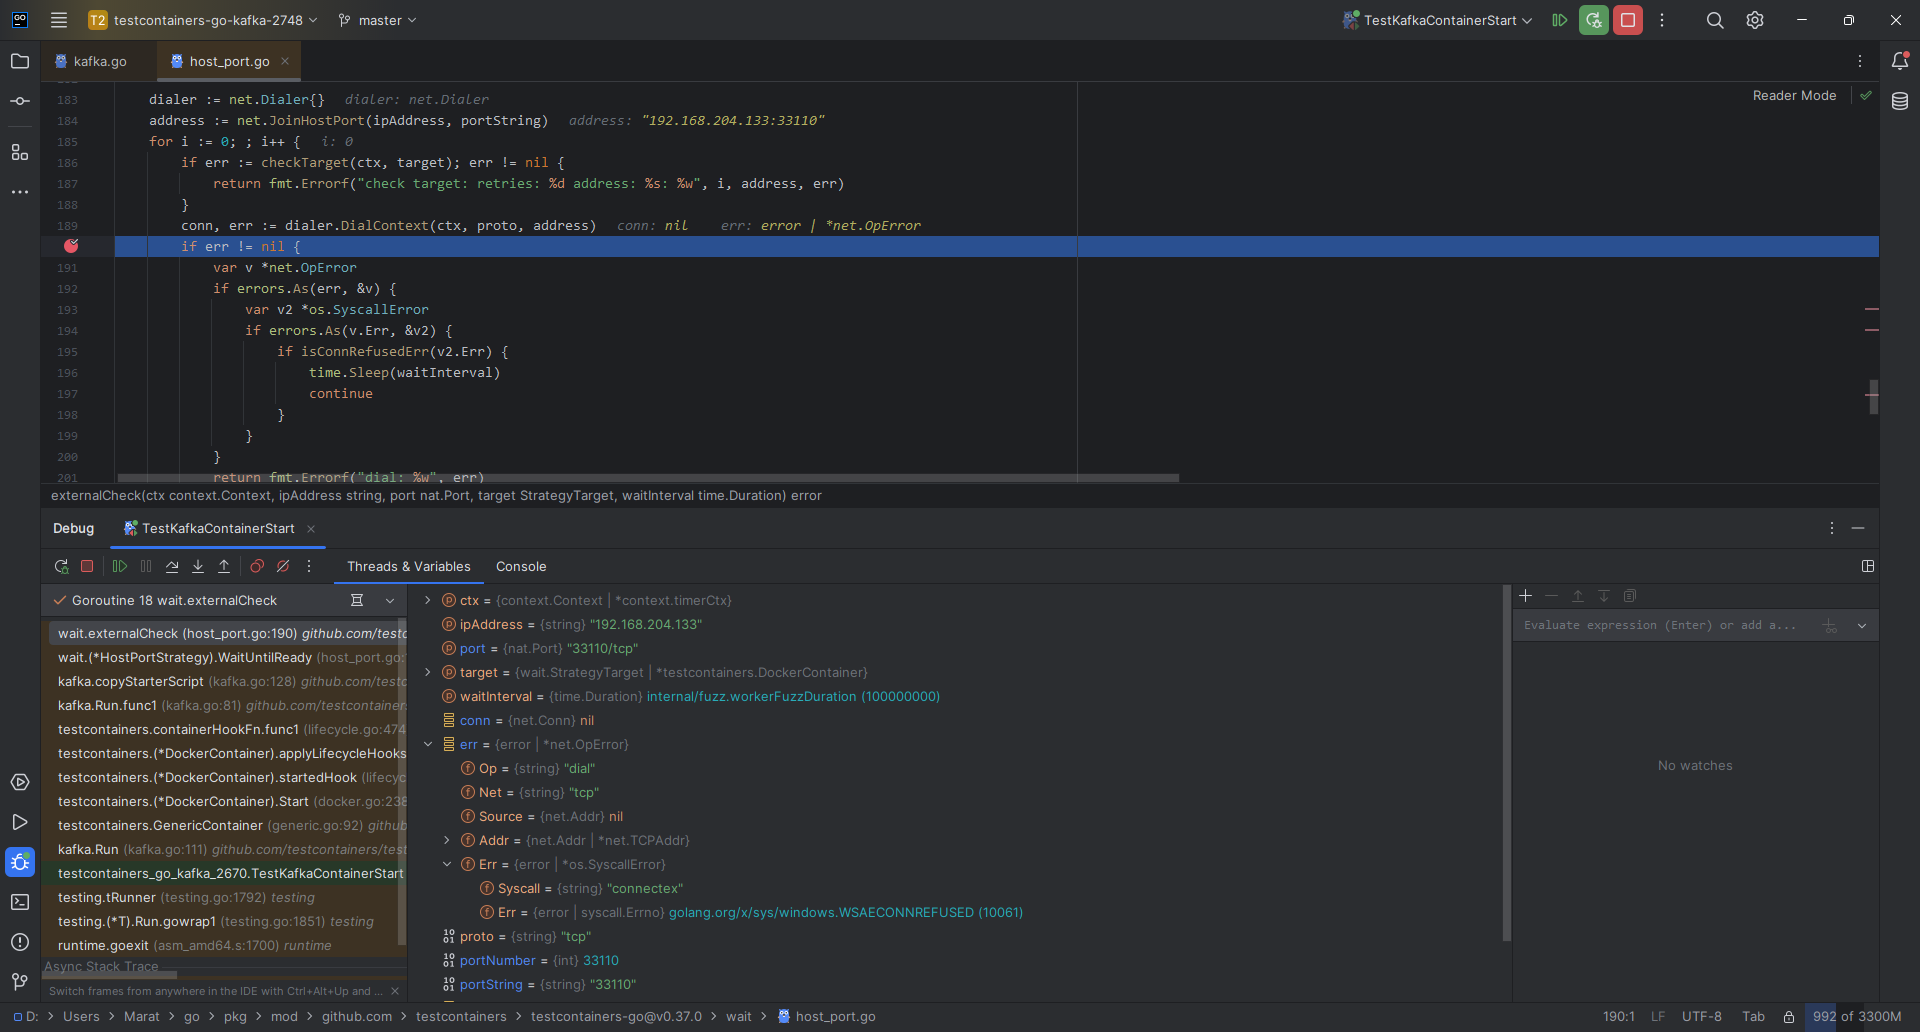 GO
T2 testcontainers-go-kafka-2748
master
TestKafkaContainerStart
kafka.go
host_port.go
Reader Mode
183 dialer := net.Dialer{} dialer: net.Dialer
184 address := net.JoinHostPort(ipAddress, portString) address: "192.168.204.133:33110"
185 for i := 0; ; i++ { i: 0
186 if err := checkTarget(ctx, target); err != nil {
187 return fmt.Errorf("check target: retries: %d address: %s: %w", i, address, err)
188 }
189 conn, err := dialer.DialContext(ctx, proto, address) conn: nil err: error | *net.OpError
if err != nil {
191 var v *net.OpError
192 if errors.As(err, &v) {
193 var v2 *os.SyscallError
194 if errors.As(v.Err, &v2) {
195 if isConnRefusedErr(v2.Err) {
196 time.Sleep(waitInterval)
197 continue
198 }
199 }
200 }
201 return fmt.Errorf("dial: %w", err)
externalCheck(ctx context.Context, ipAddress string, port nat.Port, target StrategyTarget, waitInterval time.Duration) error
Debug
TestKafkaContainerStart
Threads & Variables
Console
Goroutine 18 wait.externalCheck
wait.externalCheck (host_port.go:190) github.com/testc
wait.(*HostPortStrategy).WaitUntilReady (host_port.go:
kafka.copyStarterScript (kafka.go:128) github.com/testc
kafka.Run.func1 (kafka.go:81) github.com/testcontainer
testcontainers.containerHookFn.func1 (lifecycle.go:474
testcontainers.(*DockerContainer).applyLifecycleHooks
testcontainers.(*DockerContainer).startedHook (lifecyc
testcontainers.(*DockerContainer).Start (docker.go:238
testcontainers.GenericContainer (generic.go:92) github
kafka.Run (kafka.go:111) github.com/testcontainers/test
testcontainers_go_kafka_2670.TestKafkaContainerStart
testing.tRunner (testing.go:1792) testing
testing.(*T).Run.gowrap1 (testing.go:1851) testing
runtime.goexit (asm_amd64.s:1700) runtime
Async Stack Trace
Switch frames from anywhere in the IDE with Ctrl+Alt+Up and ...
ctx = {context.Context | *context.timerCtx}
ipAddress = {string} "192.168.204.133"
port = {nat.Port} "33110/tcp"
target = {wait.StrategyTarget | *testcontainers.DockerContainer}
waitInterval = {time.Duration} internal/fuzz.workerFuzzDuration (100000000)
conn = {net.Conn} nil
err = {error | *net.OpError}
Op = {string} "dial"
Net = {string} "tcp"
Source = {net.Addr} nil
Addr = {net.Addr | *net.TCPAddr}
Err = {error | *os.SyscallError}
Syscall = {string} "connectex"
Err = {error | syscall.Errno} golang.org/x/sys/windows.WSAECONNREFUSED (10061)
proto = {string} "tcp"
portNumber = {int} 33110
portString = {string} "33110"
Evaluate expression (Enter) or add a...
No watches
D: > Users > Marat > go > pkg > mod > github.com > testcontainers > testcontainers-go@v0.37.0 > wait > host_port.go
190:1 LF UTF-8 Tab 992 of 3300M